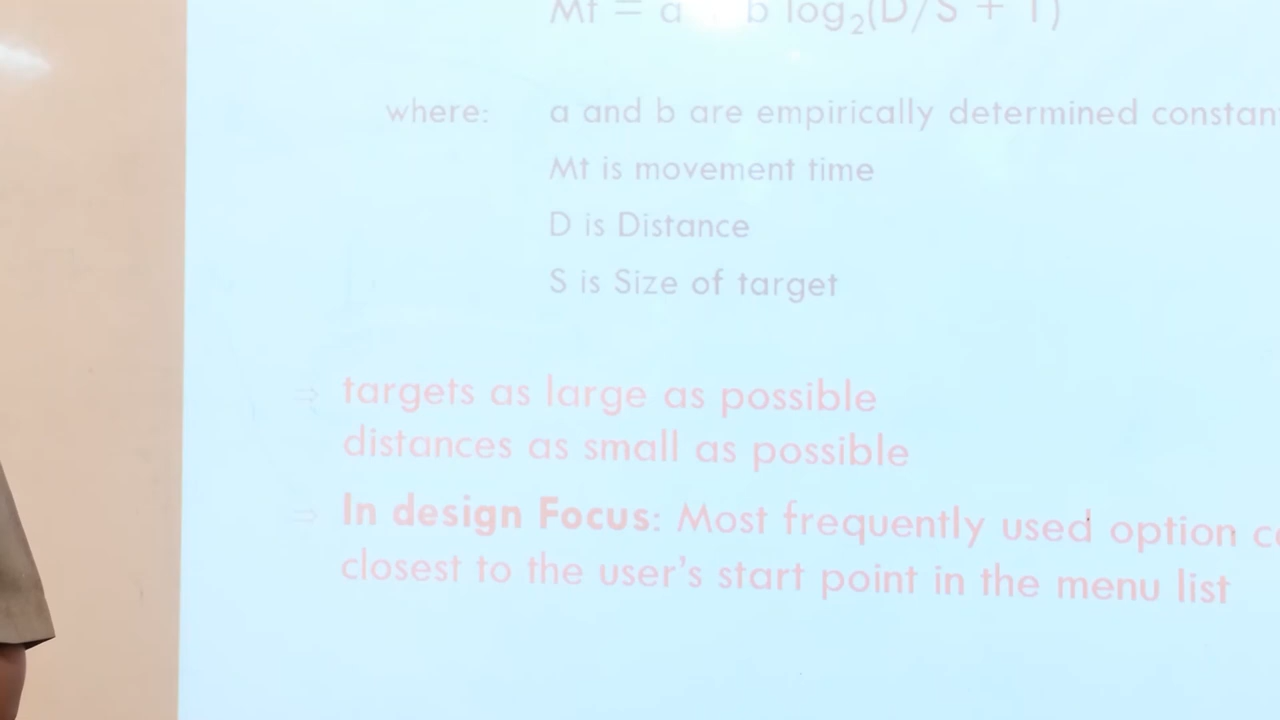 Mt = a b log₂(D/S + 1)
where: a and b are empirically determined
Mt is movement time
D is Distance
S is Size of target
⇒ targets as large as possible
distances as small as possible
⇒ In design Focus: Most frequently used option
closest to the user's start point in the menu list